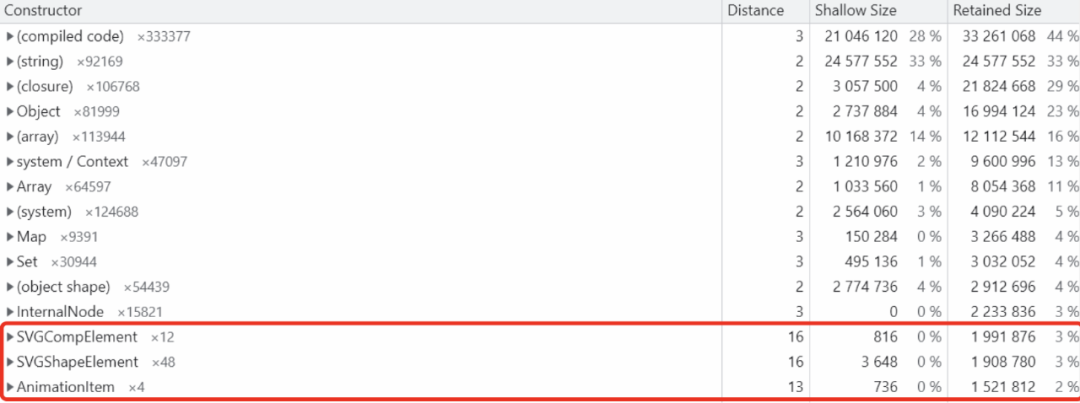 Constructor Distance Shallow Size Retained Size
(compiled code) ×333377 3 21 046 120 28 % 33 261 068 44 %
(string) ×92169 2 24 577 552 33 % 24 577 552 33 %
(closure) ×106768 2 3 057 500 4 % 21 824 668 29 %
Object ×81999 2 2 737 884 4 % 16 994 124 23 %
(array) ×113944 2 10 168 372 14 % 12 112 544 16 %
system / Context ×47097 3 1 210 976 2 % 9 600 996 13 %
Array ×64597 2 1 033 560 1 % 8 054 368 11 %
(system) ×124688 2 2 564 060 3 % 4 090 224 5 %
Map ×9391 3 150 284 0 % 3 266 488 4 %
Set ×30944 3 495 136 1 % 3 032 052 4 %
(object shape) ×54439 2 2 774 736 4 % 2 912 696 4 %
InternalNode ×15821 3 0 0 % 2 233 836 3 %
SVGCompElement ×12 16 816 0 % 1 991 876 3 %
SVGShapeElement ×48 16 3 648 0 % 1 908 780 3 %
AnimationItem ×4 13 736 0 % 1 521 812 2 %